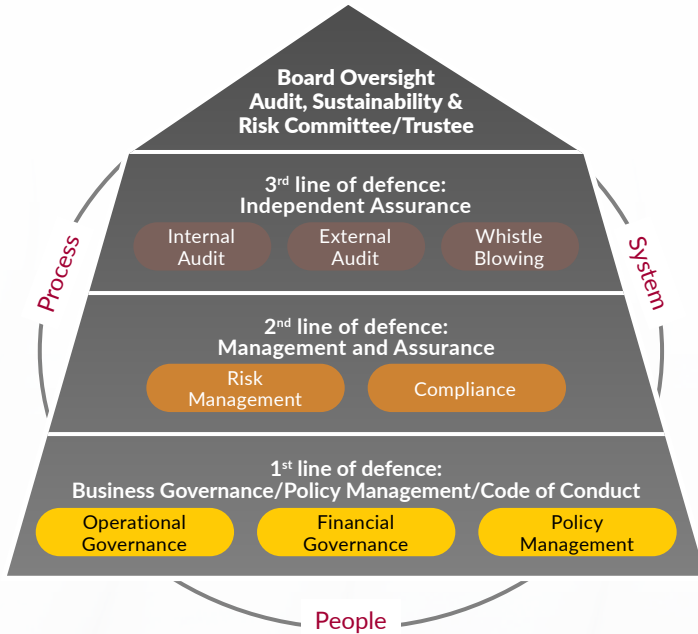 Board Oversight
Audit, Sustainability &
Risk Committee/Trustee
3rd line of defence:
Independent Assurance
Internal
Audit
External
Audit
Whistle
Blowing
Process
System
2nd line of defence:
Management and Assurance
Risk
Management
Compliance
1st line of defence:
Business Governance/Policy Management/Code of Conduct
Operational
Governance
Financial
Governance
Policy
Management
People